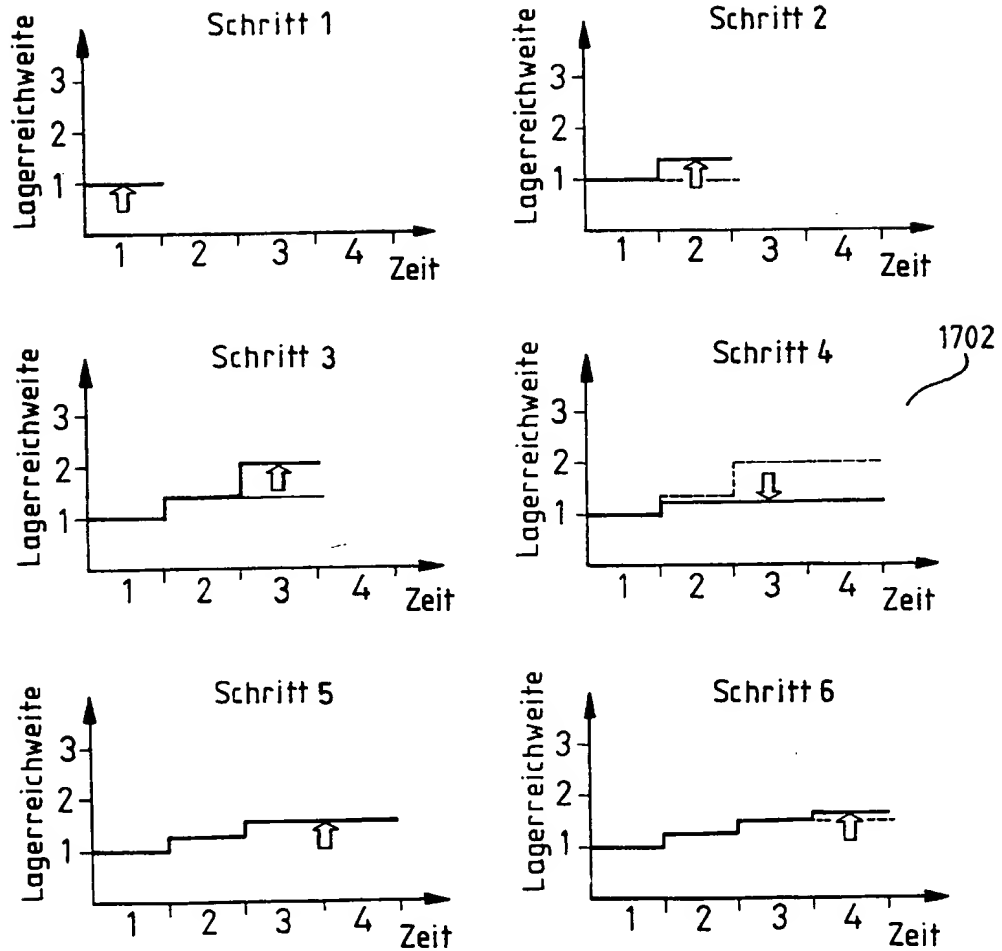 Schritt 1
Lagerreichweite
3
2
1
1 2 3 4
Zeit
Schritt 2
Lagerreichweite
3
2
1
1 2 3 4
Zeit
Schritt 3
Lagerreichweite
3
2
1
1 2 3 4
Zeit
Schritt 4
1702
Lagerreichweite
3
2
1
1 2 3 4
Zeit
Schritt 5
Lagerreichweite
3
2
1
1 2 3 4
Zeit
Schritt 6
Lagerreichweite
3
2
1
1 2 3 4
Zeit